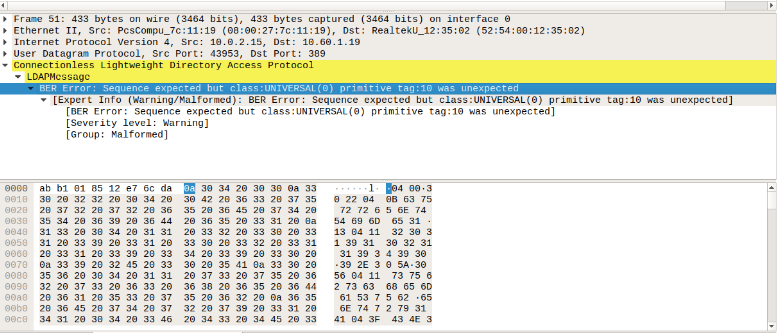 Frame 51: 433 bytes on wire (3464 bits), 433 bytes captured (3464 bits) on interface 0
Ethernet II, Src: PcsCompu_7c:11:19 (08:00:27:7c:11:19), Dst: RealtekU_12:35:02 (52:54:00:12:35:02)
Internet Protocol Version 4, Src: 10.0.2.15, Dst: 10.60.1.19
User Datagram Protocol, Src Port: 43953, Dst Port: 389
Connectionless Lightweight Directory Access Protocol
LDAPMessage
BER Error: Sequence expected but class:UNIVERSAL(0) primitive tag:10 was unexpected
[Expert Info (Warning/Malformed): BER Error: Sequence expected but class:UNIVERSAL(0) primitive tag:10 was unexpected]
[BER Error: Sequence expected but class:UNIVERSAL(0) primitive tag:10 was unexpected]
[Severity level: Warning]
[Group: Malformed]
0000 ab b1 01 85 12 e7 6c da 0a 30 34 20 30 30 0a 33 ······l· ·04 00·3
0010 30 20 32 32 20 30 34 20 30 42 20 36 33 20 37 35 0 22 04 0B 63 75
0020 20 37 32 20 37 32 20 36 35 20 36 45 20 37 34 20 72 72 6 5 6E 74
0030 35 34 20 36 39 20 36 44 20 36 35 20 33 31 20 0a 54 69 6D 65 31 ·
0040 31 33 20 30 34 20 31 31 20 33 32 20 33 30 20 33 13 04 11 32 30 3
0050 31 20 33 39 20 33 31 20 33 30 20 33 32 20 33 31 1 39 31 30 32 31
0060 20 33 31 20 33 39 20 33 34 20 33 39 20 33 30 20 31 39 3 4 39 30
0070 0a 33 39 20 32 45 20 33 30 20 35 41 0a 33 30 20 ·39 2E 3 0 5A·30
0080 35 36 20 30 34 20 31 31 20 37 33 20 37 35 20 36 56 04 11 73 75 6
0090 32 20 37 33 20 36 33 20 36 38 20 36 35 20 36 44 2 73 63 68 65 6D
00a0 20 36 31 20 35 33 20 37 35 20 36 32 20 0a 36 35 61 53 7 5 62 ·65
00b0 20 36 45 20 37 34 20 37 32 20 37 39 20 33 31 20 6E 74 7 2 79 31
00c0 34 31 20 30 34 20 33 46 20 34 33 20 34 45 20 33 41 04 3F 43 4E 3